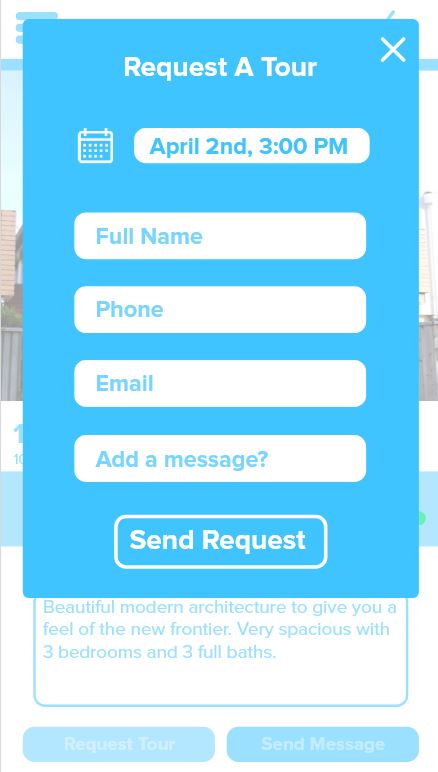 Request A Tour
April 2nd, 3:00 PM
Full Name
Phone
Email
Add a message?
Send Request
Beautiful modern architecture to give you a
feel of the new frontier. Very spacious with
3 bedrooms and 3 full baths.
Request Tour
Send Message